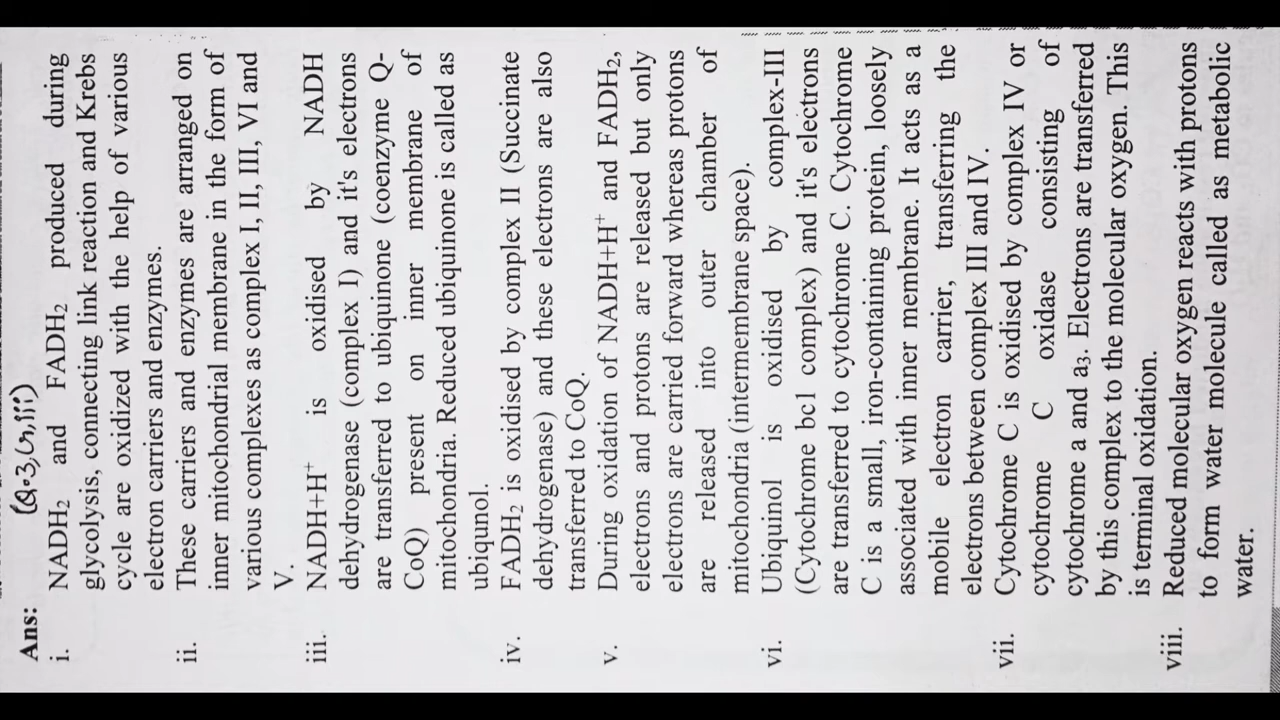 (Q.3, G, iii)
Ans:
i. NADH₂ and FADH₂ produced during
glycolysis, connecting link reaction and Krebs
cycle are oxidized with the help of various
electron carriers and enzymes.
ii. These carriers and enzymes are arranged on
inner mitochondrial membrane in the form of
various complexes as complex I, II, III, VI and
V.
iii. NADH+H⁺ is oxidised by NADH
dehydrogenase (complex I) and it's electrons
are transferred to ubiquinone (coenzyme Q-
CoQ) present on inner membrane of
mitochondria. Reduced ubiquinone is called as
ubiqunol.
iv. FADH₂ is oxidised by complex II (Succinate
dehydrogenase) and these electrons are also
transferred to CoQ.
v. During oxidation of NADH+H⁺ and FADH₂,
electrons and protons are released but only
electrons are carried forward whereas protons
are released into outer chamber of
mitochondria (intermembrane space).
vi. Ubiquinol is oxidised by complex-III
(Cytochrome bcl complex) and it's electrons
are transferred to cytochrome C. Cytochrome
C is a small, iron-containing protein, loosely
associated with inner membrane. It acts as a
mobile electron carrier, transferring the
electrons between complex III and IV.
vii. Cytochrome C is oxidised by complex IV or
cytochrome C oxidase consisting of
cytochrome a and a₃. Electrons are transferred
by this complex to the molecular oxygen. This
is terminal oxidation.
viii. Reduced molecular oxygen reacts with protons
to form water molecule called as metabolic
water.